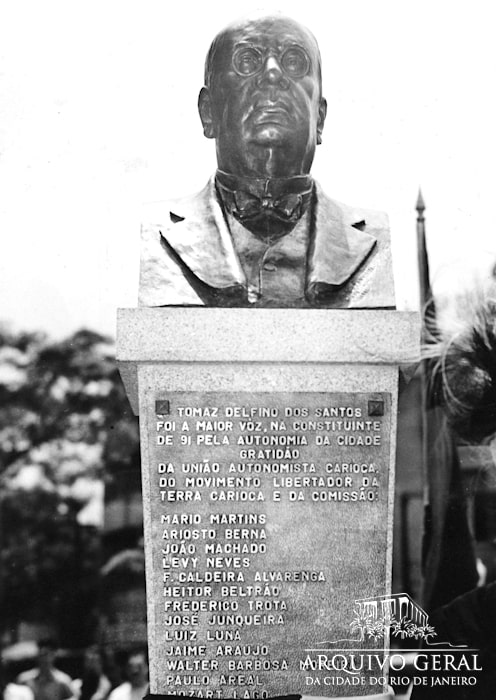 TOMAZ DELFINO DOS SANTOS
FOI A MAIOR VÓZ, NA CONSTITUINTE
DE 91 PELA AUTONOMIA DA CIDADE
GRATIDÃO
DA UNIÃO AUTONOMISTA CARIOCA,
DO MOVIMENTO LIBERTADOR DA
TERRA CARIOCA E DA COMISSÃO:
MARIO MARTINS
ARIOSTO BERNA
JOÃO MACHADO
LEVY NEVES
F. CALDEIRA ALVARENGA
HEITOR BELTRÃO
FREDERICO TROTA
JOSÉ JUNQUEIRA
LUIZ LUNA
JAIME ARAUJO
WALTER BARBOSA
PAULO AREAL
MOZART LAGO
ARQUIVO GERAL
DA CIDADE DO RIO DE JANEIRO